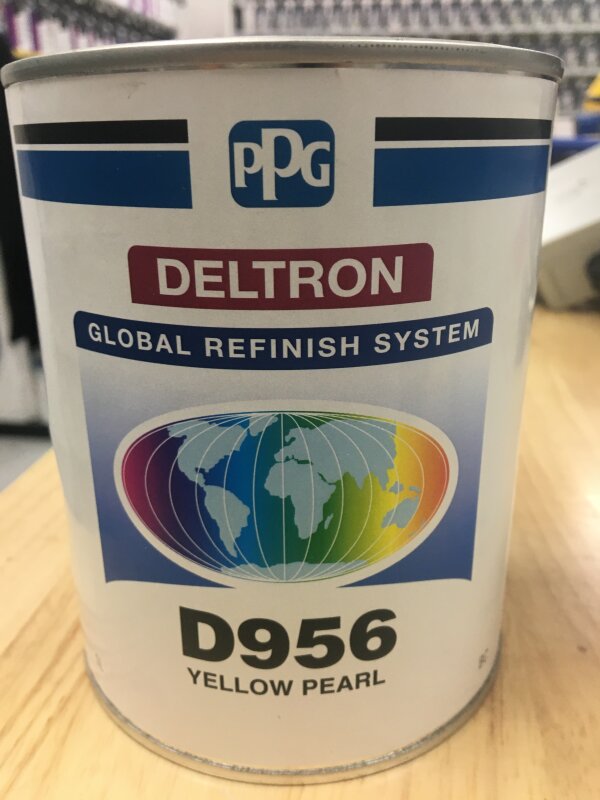 PPG
DELTRON
GLOBAL REFINISH SYSTEM
D956
YELLOW PEARL